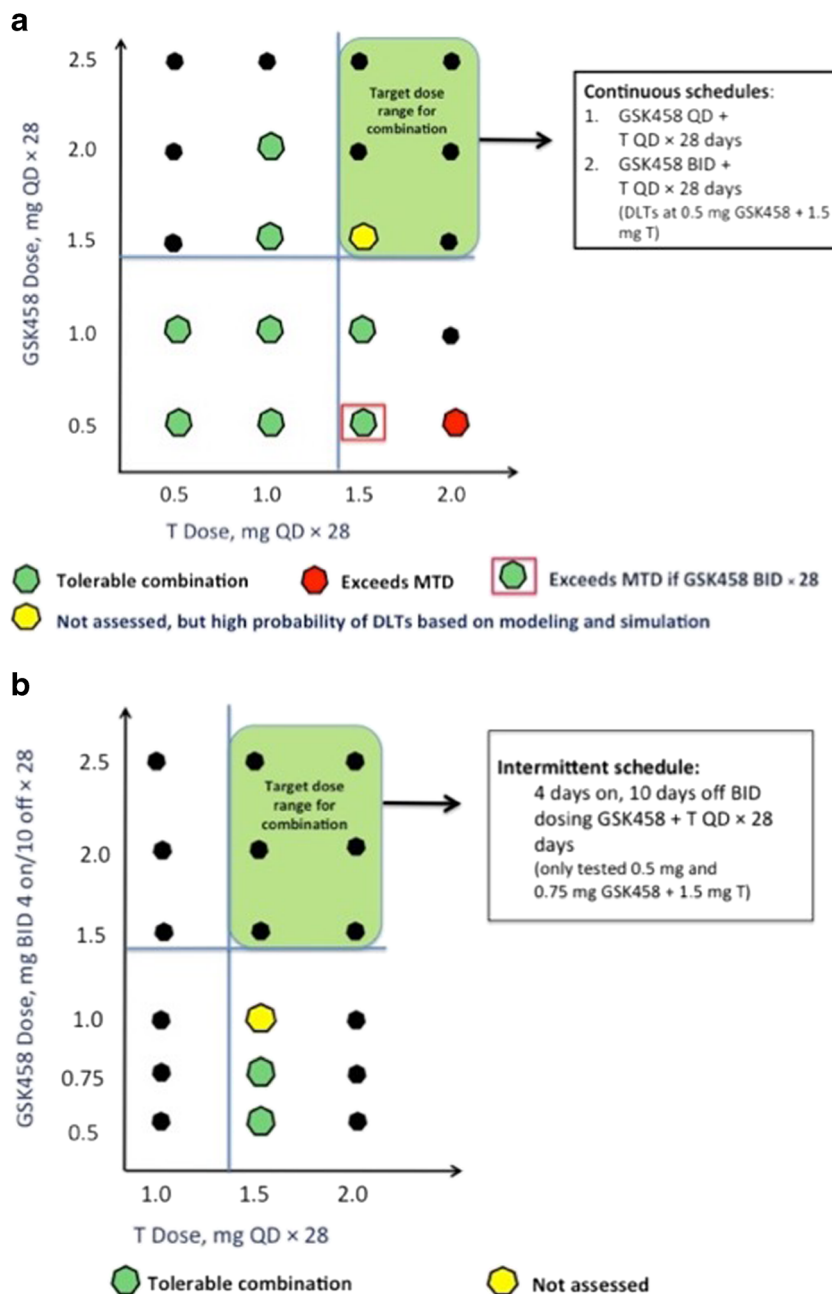 a
GSK458 Dose, mg QD × 28
2.5
2.0
1.5
1.0
0.5
Target dose
range for
combination
0.5 1.0 1.5 2.0
T Dose, mg QD × 28
Continuous schedules:
1. GSK458 QD +
T QD × 28 days
2. GSK458 BID +
T QD × 28 days
(DLTs at 0.5 mg GSK458 + 1.5
mg T)
Tolerable combination
Exceeds MTD
Exceeds MTD if GSK458 BID × 28
Not assessed, but high probability of DLTs based on modeling and simulation
b
GSK458 Dose, mg BID 4 on/10 off × 28
2.5
2.0
1.5
1.0
0.75
0.5
Target dose
range for
combination
1.0 1.5 2.0
T Dose, mg QD × 28
Intermittent schedule:
4 days on, 10 days off BID
dosing GSK458 + T QD × 28
days
(only tested 0.5 mg and
0.75 mg GSK458 + 1.5 mg T)
Tolerable combination
Not assessed